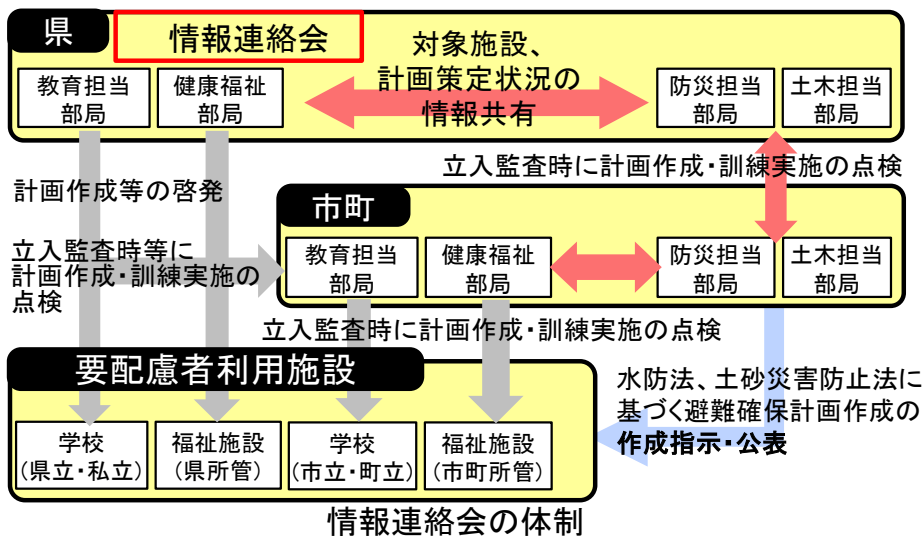 県
情報連絡会
対象施設、
計画策定状況の
情報共有
教育担当
部局
健康福祉
部局
防災担当
部局
土木担当
部局
立入監査時に計画作成・訓練実施の点検
計画作成等の啓発
立入監査時等に
計画作成・訓練実施の
点検
市町
教育担当
部局
健康福祉
部局
防災担当
部局
土木担当
部局
立入監査時に計画作成・訓練実施の点検
水防法、土砂災害防止法に
基づく避難確保計画作成の
作成指示・公表
要配慮者利用施設
学校
(県立・私立)
福祉施設
(県所管)
学校
(市立・町立)
福祉施設
(市町所管)
情報連絡会の体制